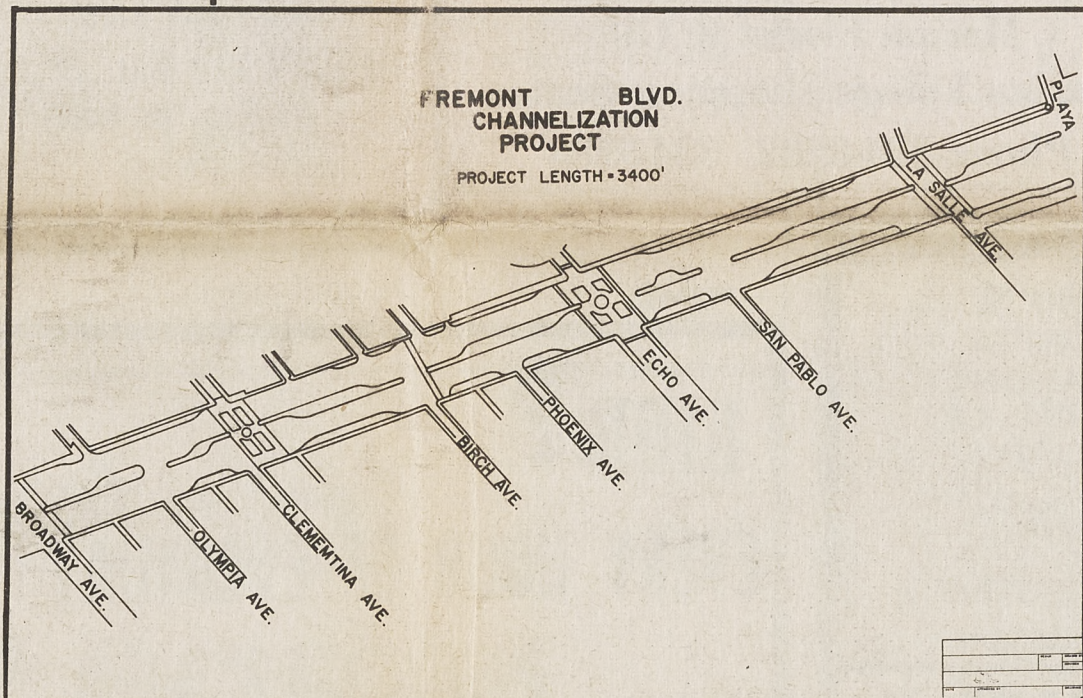 FREMONT BLVD.
CHANNELIZATION
PROJECT
PROJECT LENGTH = 3400'
PLAYA
LA SALLE AVE.
SAN PABLO AVE.
ECHO AVE.
PHOENIX AVE.
BIRCH AVE.
CLEMEMTINA AVE.
OLYMPIA AVE.
BROADWAY AVE.